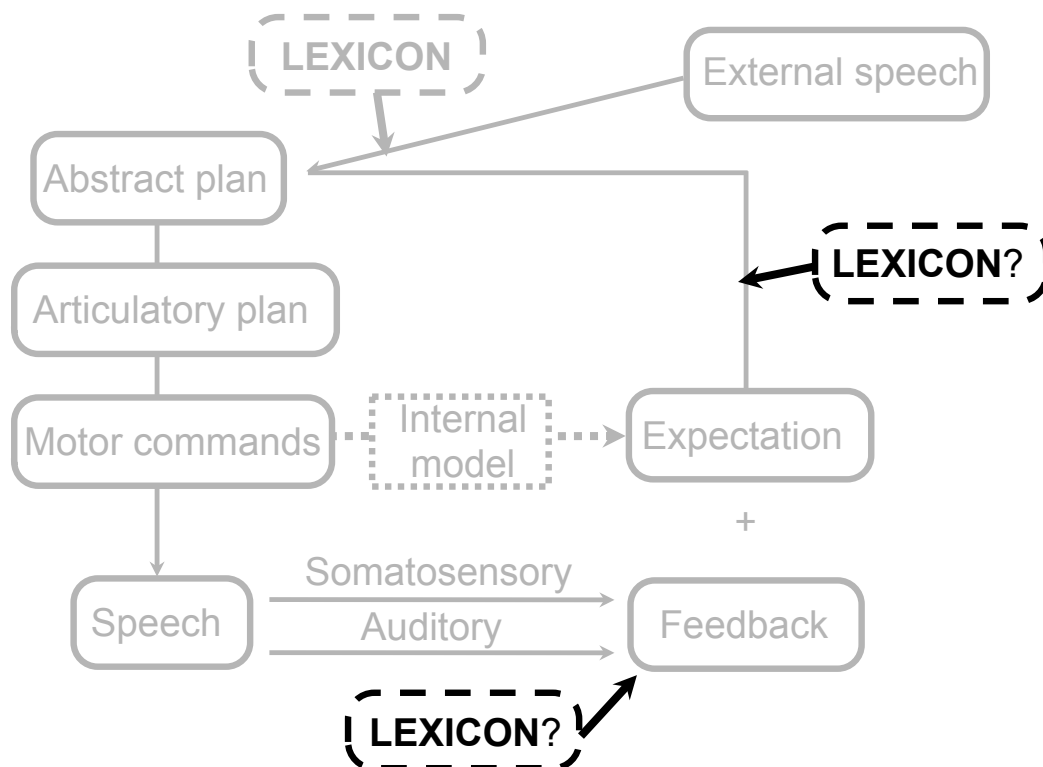 LEXICON
External speech
Abstract plan
LEXICON?
Articulatory plan
Motor commands
Internal
model
Expectation
+
Somatosensory
Speech
Auditory
Feedback
LEXICON?